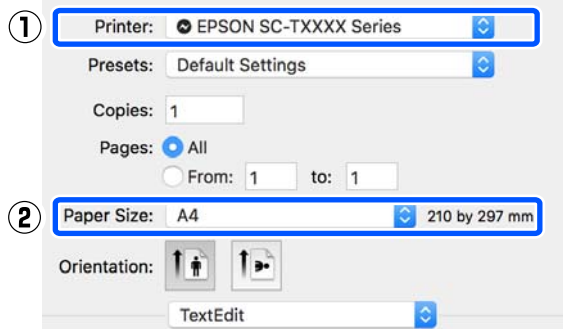 ① Printer: EPSON SC-TXXXX Series
Presets: Default Settings
Copies: 1
Pages: All
From: 1 to: 1
② Paper Size: A4 210 by 297 mm
Orientation:
TextEdit